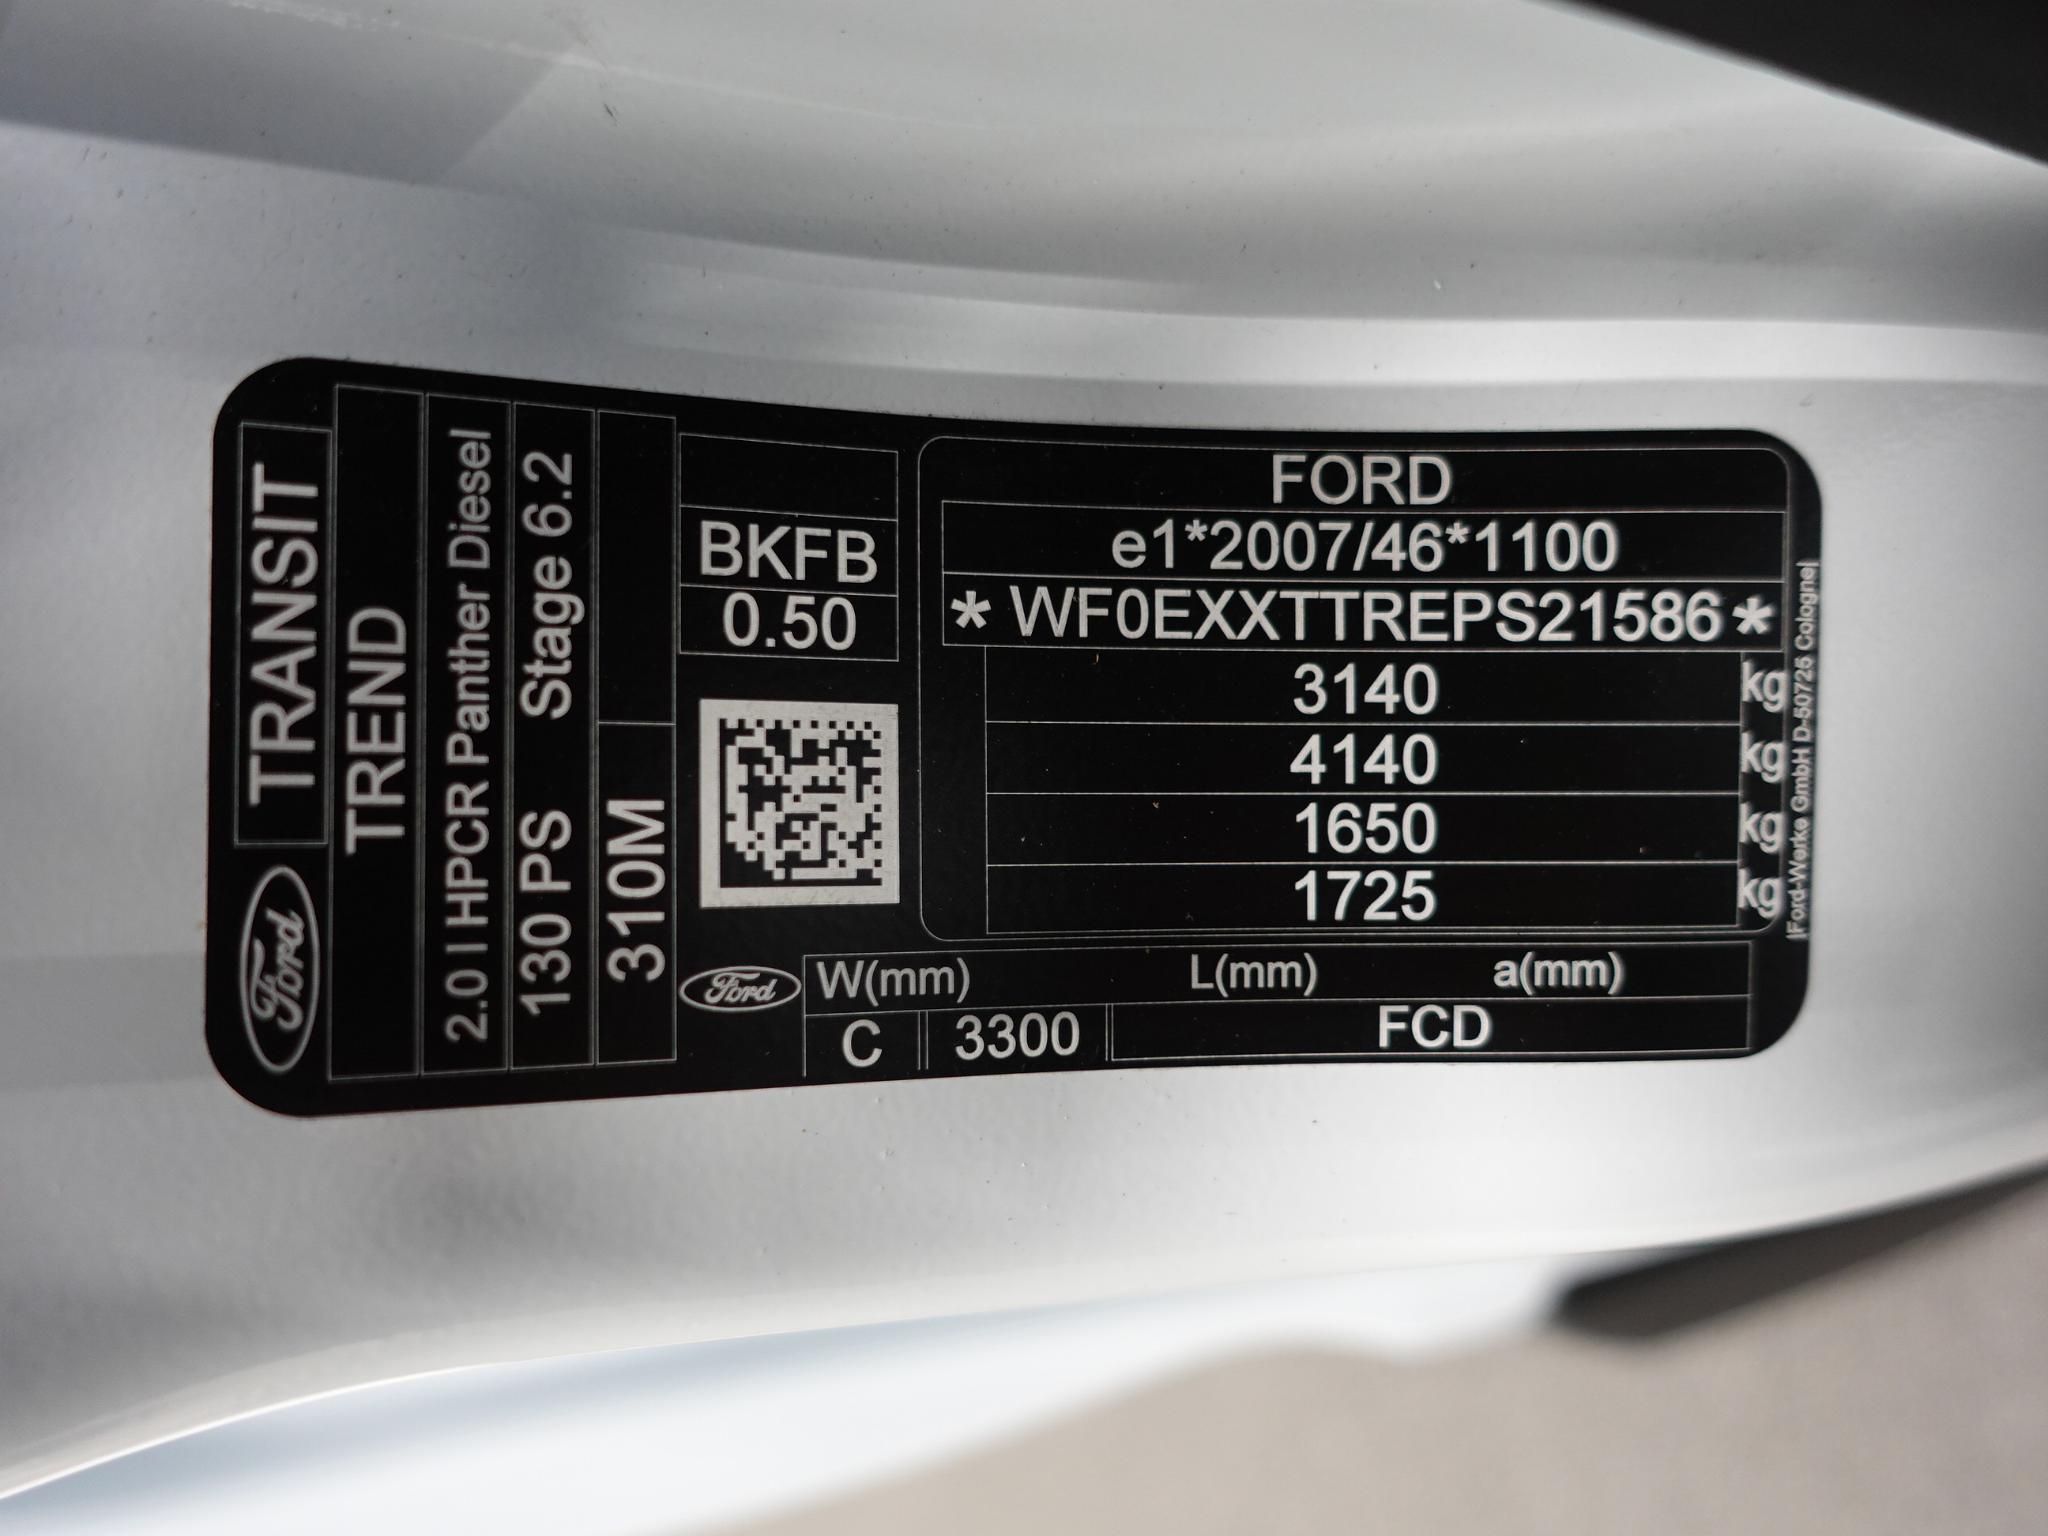 Ford
TRANSIT
TREND
2.0 l HPCR Panther Diesel
130 PS Stage 6.2
310M
BKFB
0.50
FORD
e1*2007/46*1100
* WF0EXXTTREPS21586 *
3140 kg
4140 kg
1650 kg
1725 kg
Ford
W(mm) L(mm) a(mm)
C 3300 FCD
|Ford-Werke GmbH D-50725 Cologne|